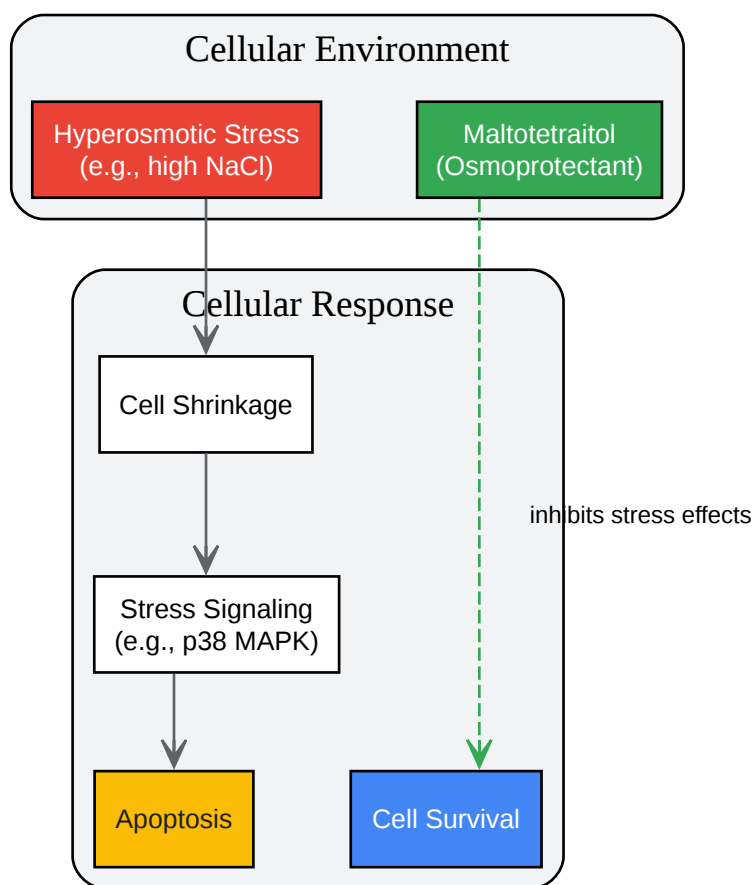 Cellular Environment
Hyperosmotic Stress
(e.g., high NaCl)
Maltotetraitol
(Osmoprotectant)
Cellular Response
Cell Shrinkage
inhibits stress effects
Stress Signaling
(e.g., p38 MAPK)
Apoptosis
Cell Survival